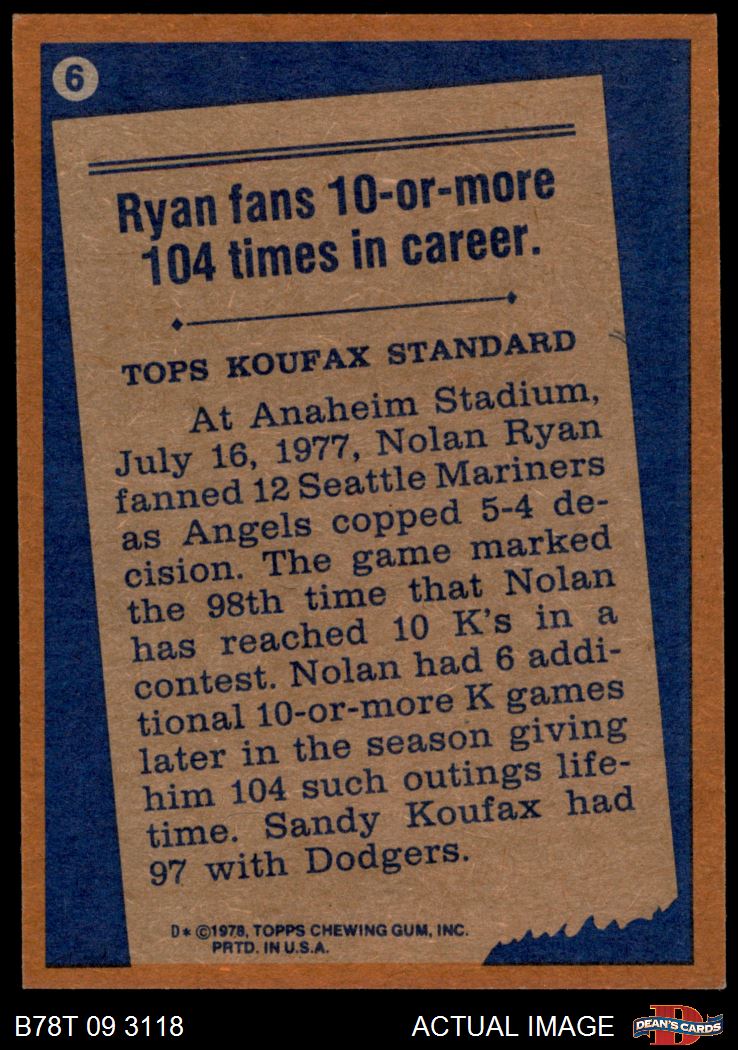 6
Ryan fans 10-or-more
104 times in career.
TOPS KOUFAX STANDARD
At Anaheim Stadium,
July 16, 1977, Nolan Ryan
fanned 12 Seattle Mariners
as Angels copped 5-4 de-
cision. The game marked
the 98th time that Nolan
has reached 10 K's in a
contest. Nolan had 6 addi-
tional 10-or-more K games
later in the season giving
him 104 such outings life-
time. Sandy Koufax had
97 with Dodgers.
D* ©1978, TOPPS CHEWING GUM, INC.
PRTD. IN U.S.A.
B78T 09 3118 ACTUAL IMAGE D DEAN'S CARDS